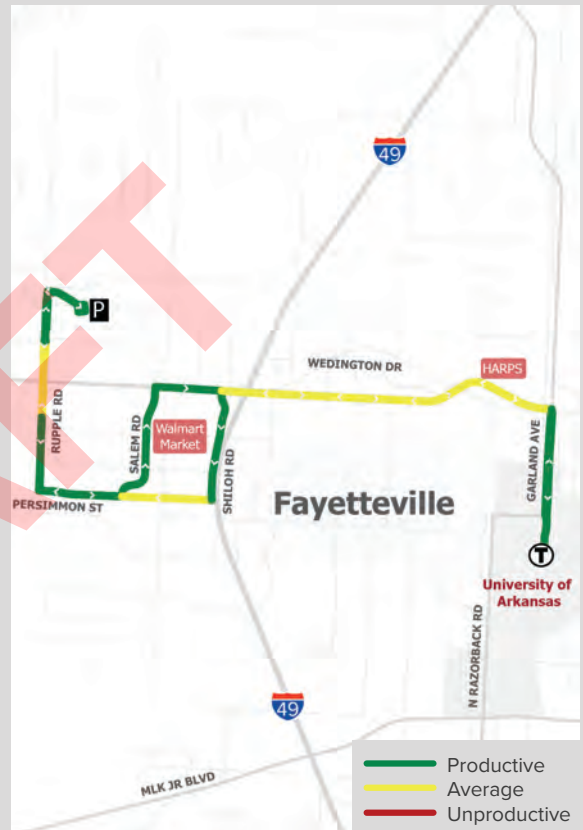 49
P
WEDINGTON DR
HARPS
RUPPLE RD
SALEM RD
Walmart
Market
SHILOH RD
GARLAND AVE
PERSIMMON ST
Fayetteville
T
University of
Arkansas
N RAZORBACK RD
49
MLK JR BLVD
Productive
Average
Unproductive